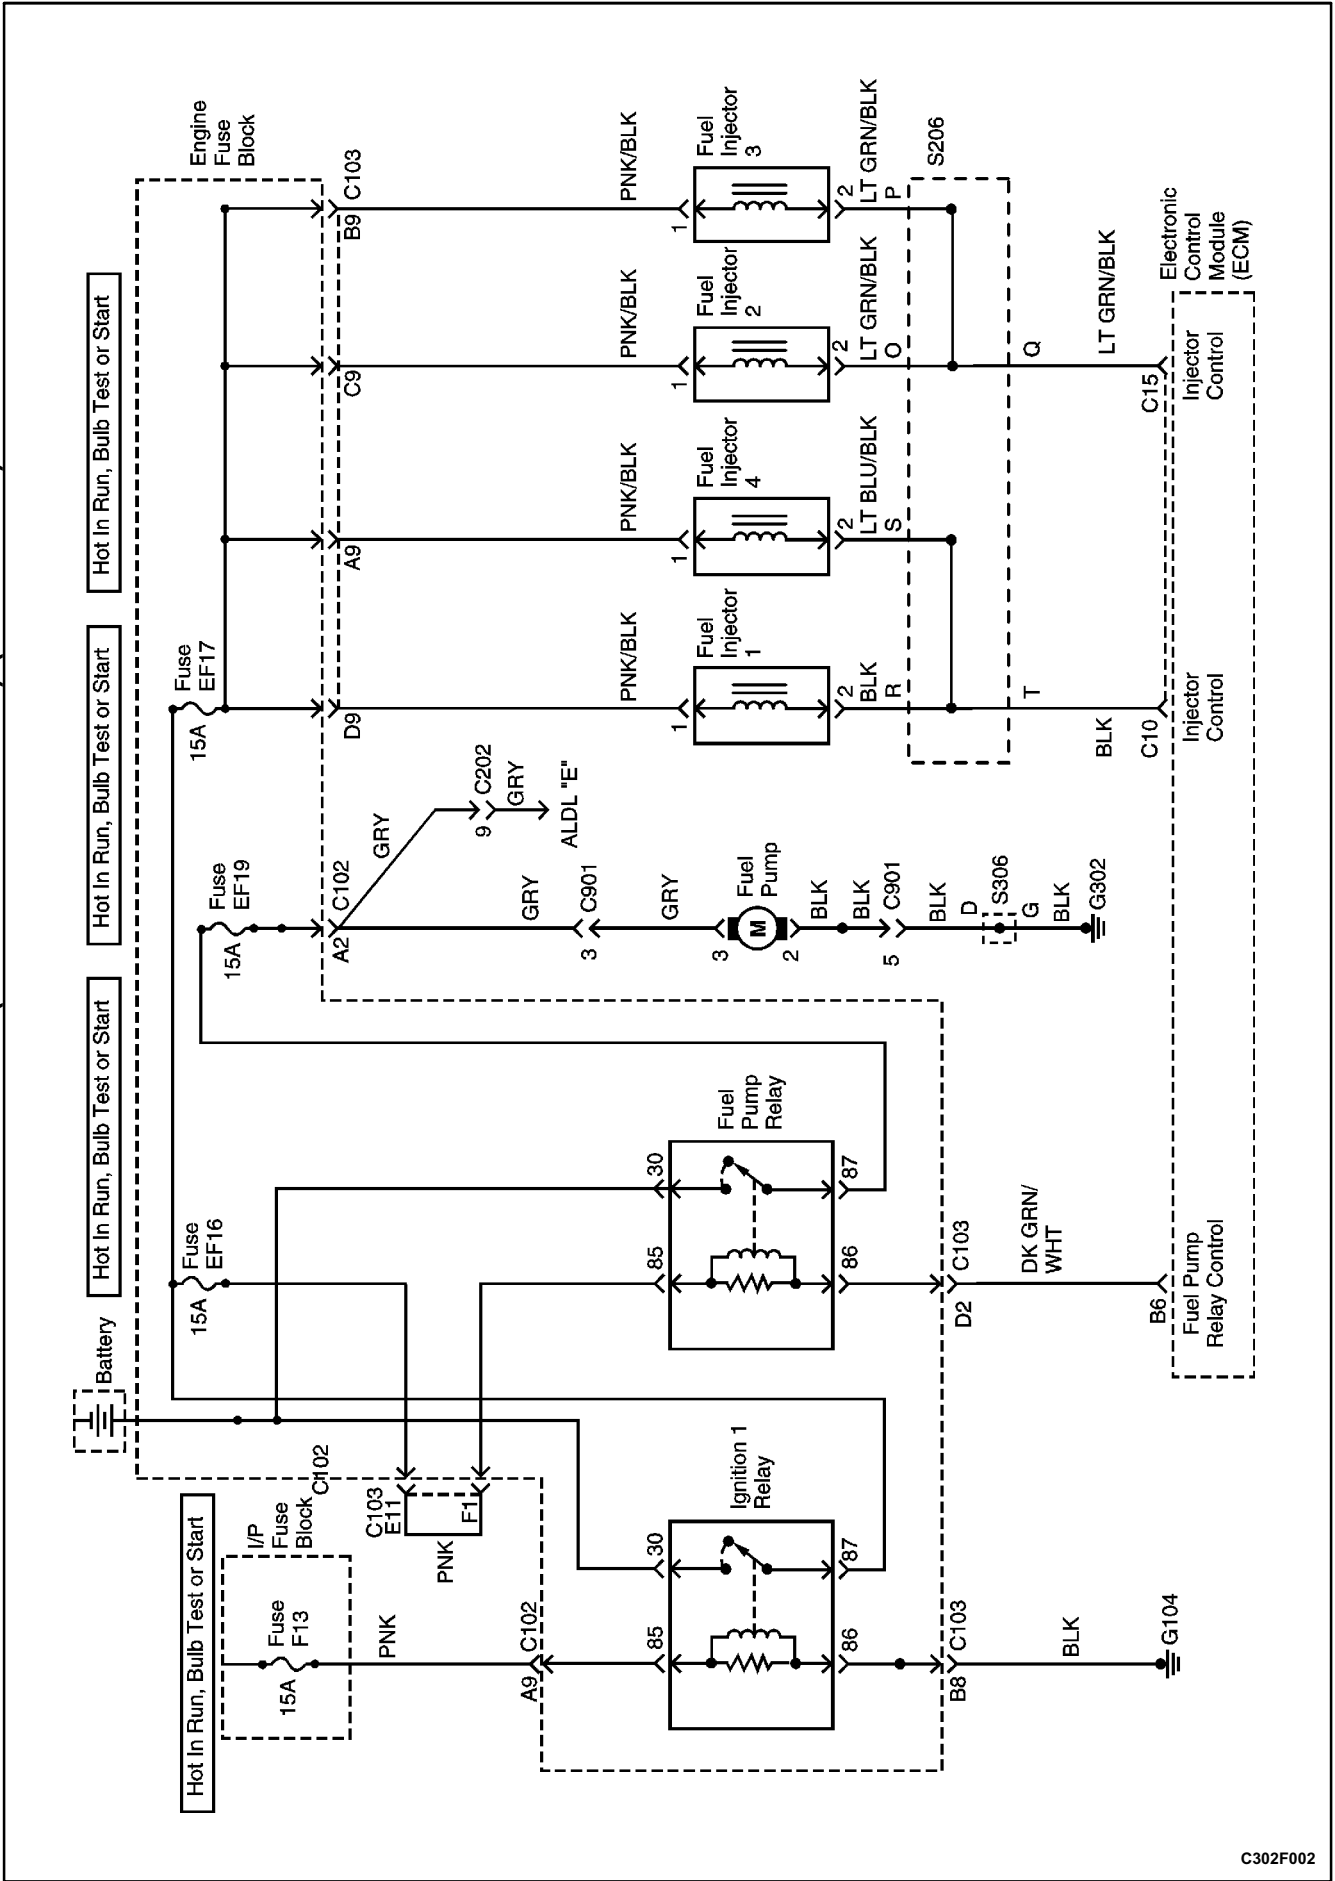 Hot In Run, Bulb Test or Start
I/P
Fuse
Block
15A
Fuse
F13
PNK
C102
A9
C102
Battery
Hot In Run, Bulb Test or Start
Hot In Run, Bulb Test or Start
Hot In Run, Bulb Test or Start
Engine
Fuse
Block
15A
Fuse
EF16
15A
Fuse
EF19
15A
Fuse
EF17
C103
E11
F1
PNK
85
30
Ignition 1
Relay
86
87
B8
C103
BLK
G104
85
30
Fuel
Pump
Relay
86
87
D2
C103
DK GRN/
WHT
B6
Fuel Pump
Relay Control
A2
C102
GRY
9
C202
GRY
ALDL "E"
GRY
3
C901
GRY
3
Fuel
Pump
M
2
BLK
BLK
5
C901
BLK
D
S306
G
BLK
G302
D9
A9
C9
B9
C103
PNK/BLK
PNK/BLK
PNK/BLK
PNK/BLK
1
Fuel
Injector
1
1
Fuel
Injector
4
1
Fuel
Injector
2
1
Fuel
Injector
3
2
BLK
R
2
LT BLU/BLK
S
2
LT GRN/BLK
O
2
LT GRN/BLK
P
S206
T
Q
BLK
LT GRN/BLK
C10
C15
Injector
Control
Injector
Control
Electronic
Control
Module
(ECM)
C302F002